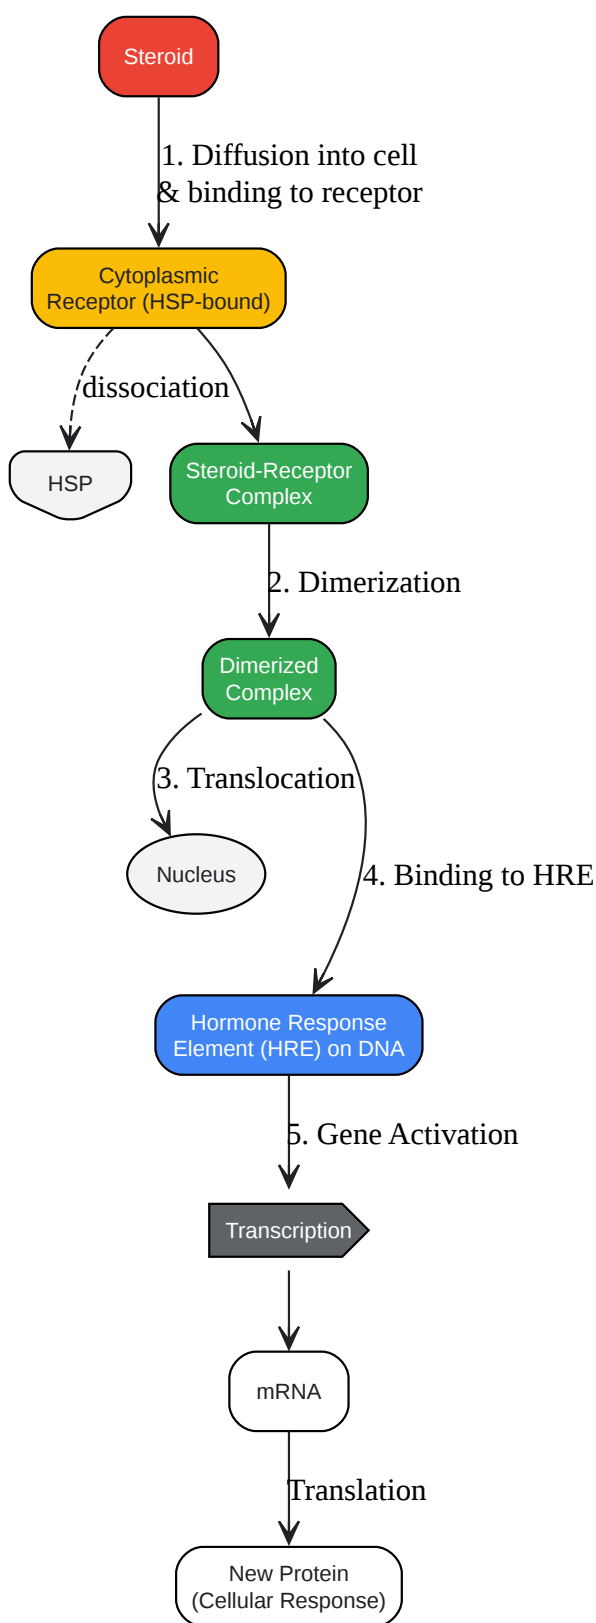 Steroid
1. Diffusion into cell
& binding to receptor
Cytoplasmic
Receptor (HSP-bound)
dissociation
HSP
Steroid-Receptor
Complex
2. Dimerization
Dimerized
Complex
3. Translocation
Nucleus
4. Binding to HRE
Hormone Response
Element (HRE) on DNA
5. Gene Activation
Transcription
mRNA
Translation
New Protein
(Cellular Response)